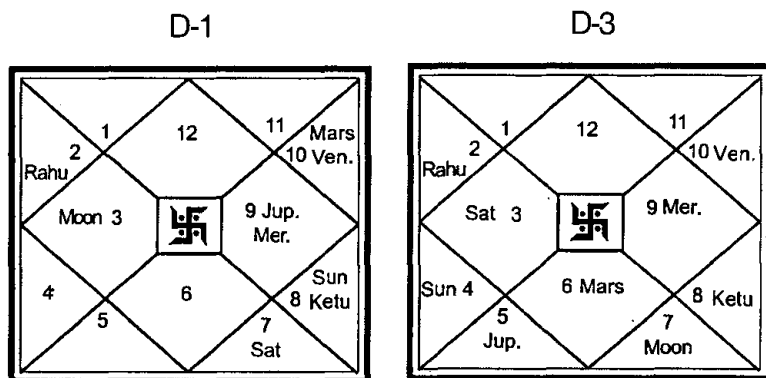 D-1
12
1
11
2
Rahu
Mars
10 Ven.
Moon 3
9 Jup.
Mer.
4
5
6
Sun
8 Ketu
7
Sat
D-3
12
1
11
2
Rahu
10 Ven.
Sat 3
9 Mer.
Sun 4
5
Jup.
6 Mars
8 Ketu
7
Moon